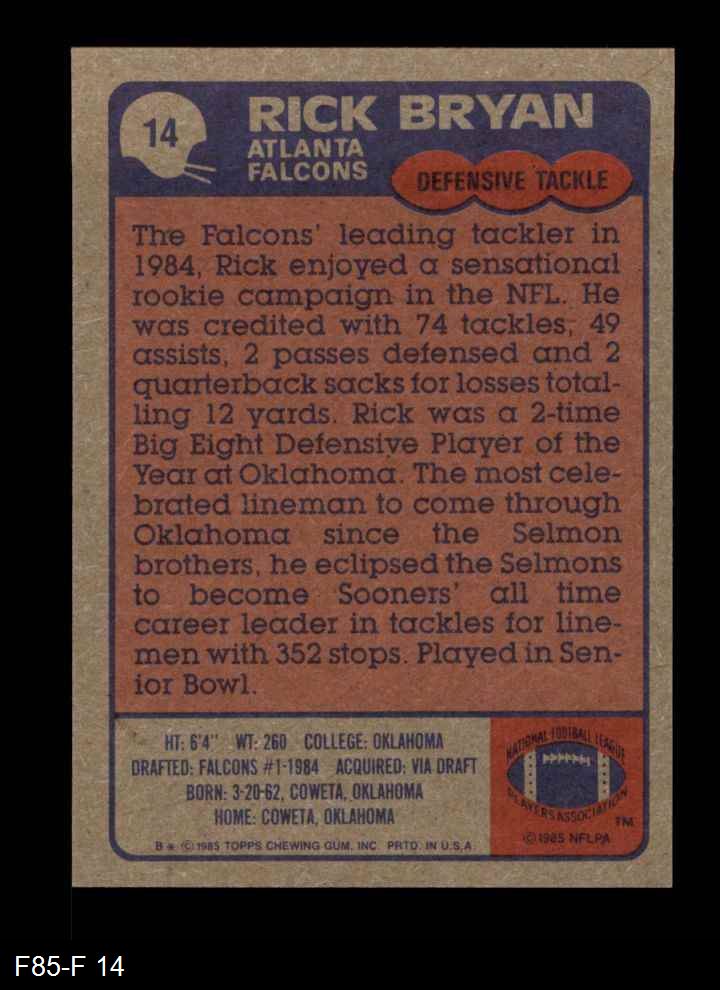 14
RICK BRYAN
ATLANTA
FALCONS
DEFENSIVE TACKLE
The Falcons' leading tackler in
1984, Rick enjoyed a sensational
rookie campaign in the NFL. He
was credited with 74 tackles, 49
assists, 2 passes defensed and 2
quarterback sacks for losses total-
ling 12 yards. Rick was a 2-time
Big Eight Defensive Player of the
Year at Oklahoma. The most cele-
brated lineman to come through
Oklahoma since the Selmon
brothers, he eclipsed the Selmons
to become Sooners' all time
career leader in tackles for line-
men with 352 stops. Played in Sen-
ior Bowl.
HT: 6'4" WT: 260 COLLEGE: OKLAHOMA
DRAFTED: FALCONS #1-1984 ACQUIRED: VIA DRAFT
BORN: 3-20-62, COWETA, OKLAHOMA
HOME: COWETA, OKLAHOMA
B * © 1985 TOPPS CHEWING GUM, INC. PRTD. IN U.S.A.
NATIONAL FOOTBALL LEAGUE
PLAYERS ASSOCIATION
TM
© 1985 NFLPA
F85-F 14